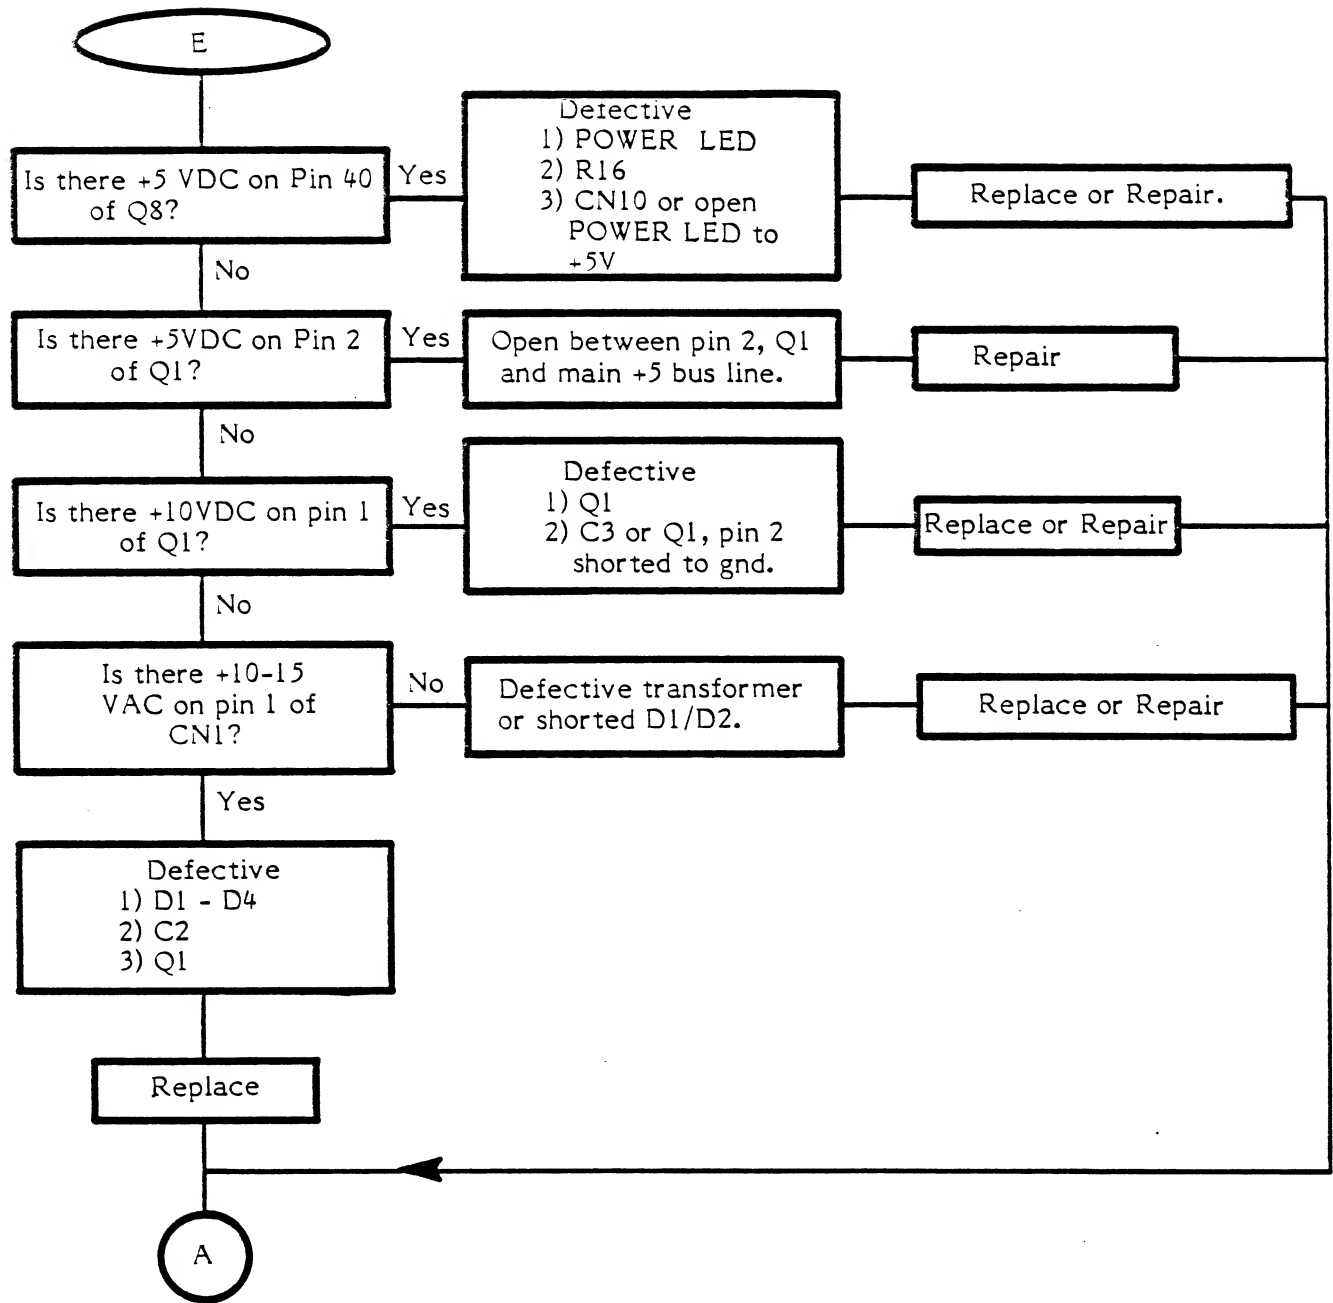 E
Is there +5 VDC on Pin 40
of Q8?
Yes
Defective
1) POWER LED
2) R16
3) CN10 or open
POWER LED to
+5V
Replace or Repair.
No
Is there +5VDC on Pin 2
of Q1?
Yes
Open between pin 2, Q1
and main +5 bus line.
Repair
No
Is there +10VDC on pin 1
of Q1?
Yes
Defective
1) Q1
2) C3 or Q1, pin 2
shorted to gnd.
Replace or Repair
No
Is there +10-15
VAC on pin 1 of
CN1?
No
Defective transformer
or shorted D1/D2.
Replace or Repair
Yes
Defective
1) D1 - D4
2) C2
3) Q1
Replace
A